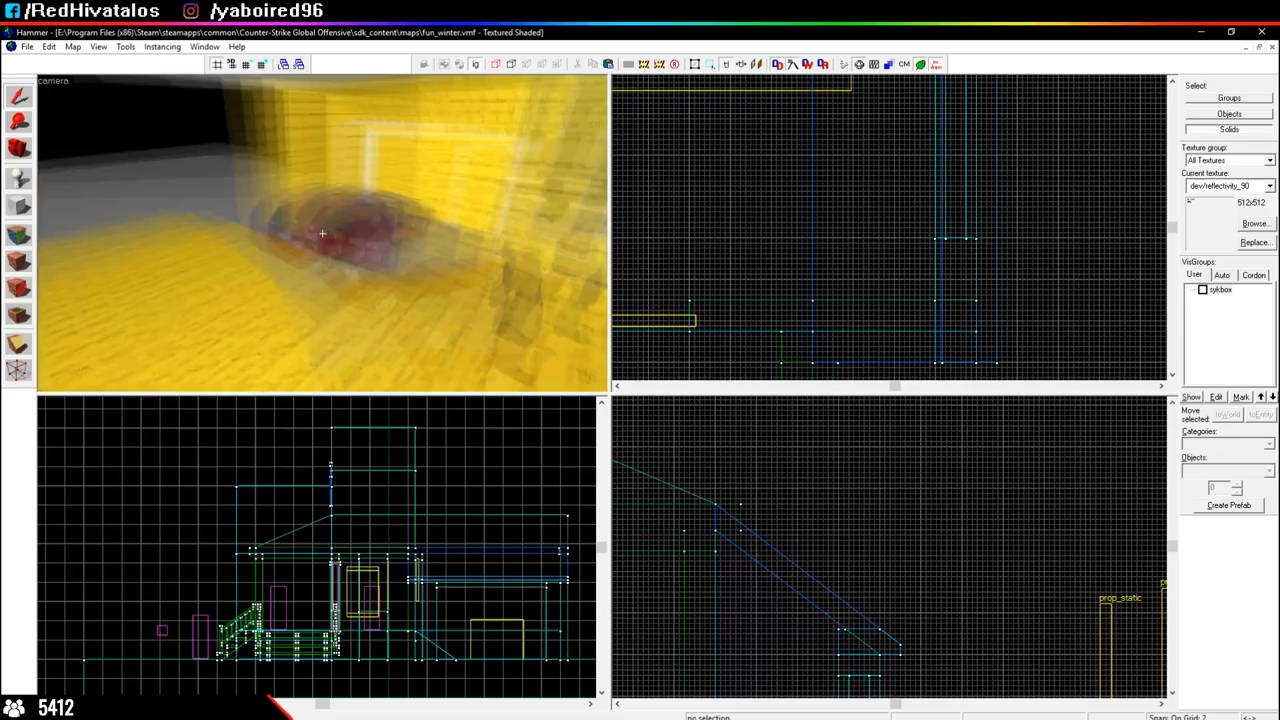 /RedHivatalos
/yaboired96
Hammer - [E:\Program Files (x86)\Steam\steamapps\common\Counter-Strike Global Offensive\sdk_content\maps\fun_winter.vmf - Textured Shaded]
File Edit Map View Tools Instancing Window Help
camera
CM
Select:
Groups
Objects
Solids
Texture group:
All Textures
Current texture:
dev/reflectivity_90
512x512
Browse...
Replace...
VisGroups:
User Auto Cordon
sykbox
Show Edit Mark
Move selected:
toWorld toEntity
Categories:
Objects:
0
Create Prefab
prop_static
no selection.
Snap: On Grid: 2
<->
5412